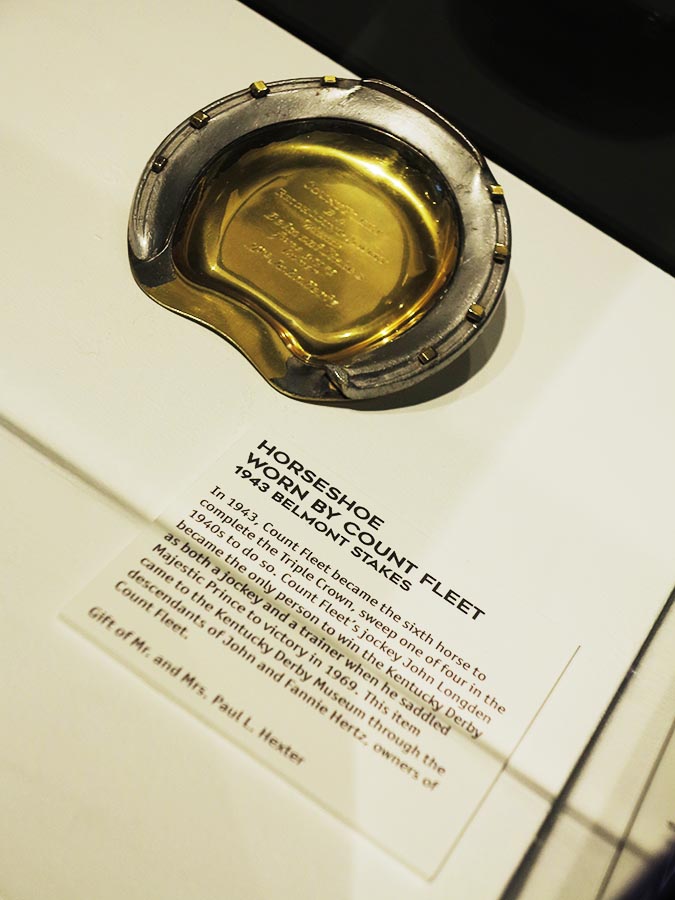 HORSESHOE
WORN BY COUNT FLEET
1943 BELMONT STAKES
In 1943, Count Fleet became the sixth horse to
complete the Triple Crown, sweep one of four in the
1940s to do so. Count Fleet's jockey John Longden
became the only person to win the Kentucky Derby
as both a jockey and a trainer when he saddled
Majestic Prince to victory in 1969. This item
came to the Kentucky Derby Museum through the
descendants of John and Fannie Hertz, owners of
Count Fleet.
Gift of Mr. and Mrs. Paul L. Hexter